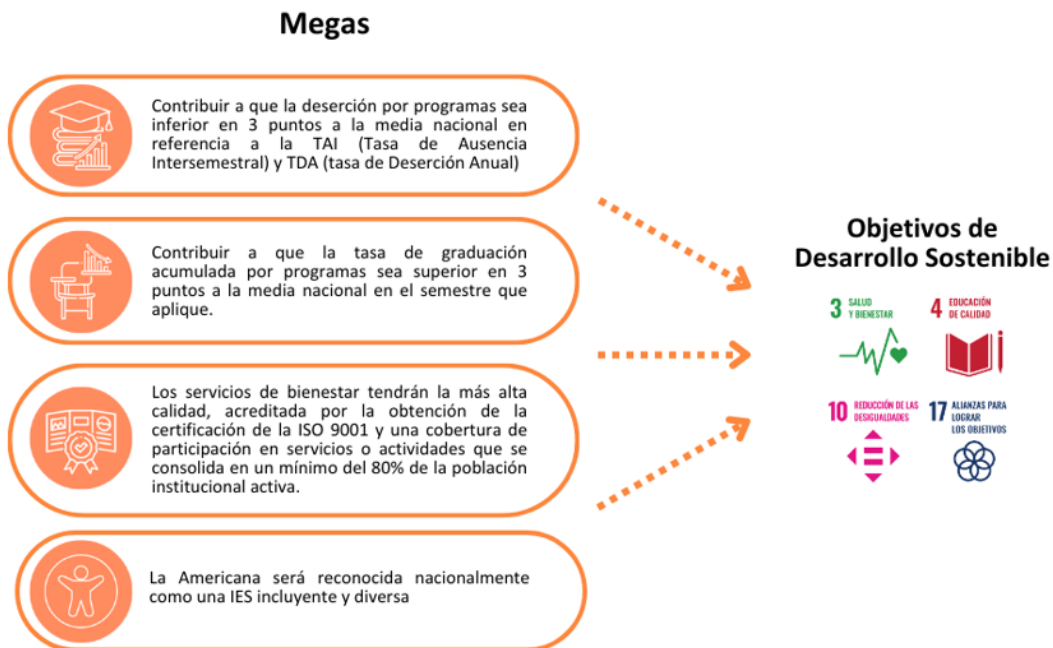 Megas
Contribuir a que la deserción por programas sea
inferior en 3 puntos a la media nacional en
referencia a la TAI (Tasa de Ausencia
Intersemestral) y TDA (tasa de Deserción Anual)
Contribuir a que la tasa de graduación
acumulada por programas sea superior en 3
puntos a la media nacional en el semestre que
aplique.
Los servicios de bienestar tendrán la más alta
calidad, acreditada por la obtención de la
certificación de la ISO 9001 y una cobertura de
participación en servicios o actividades que se
consolida en un mínimo del 80% de la población
institucional activa.
La Americana será reconocida nacionalmente
como una IES incluyente y diversa
Objetivos de
Desarrollo Sostenible
3 SALUD
Y BIENESTAR
4 EDUCACIÓN
DE CALIDAD
10 REDUCCIÓN DE LAS
DESIGUALDADES
17 ALIANZAS PARA
LOGRAR
LOS OBJETIVOS